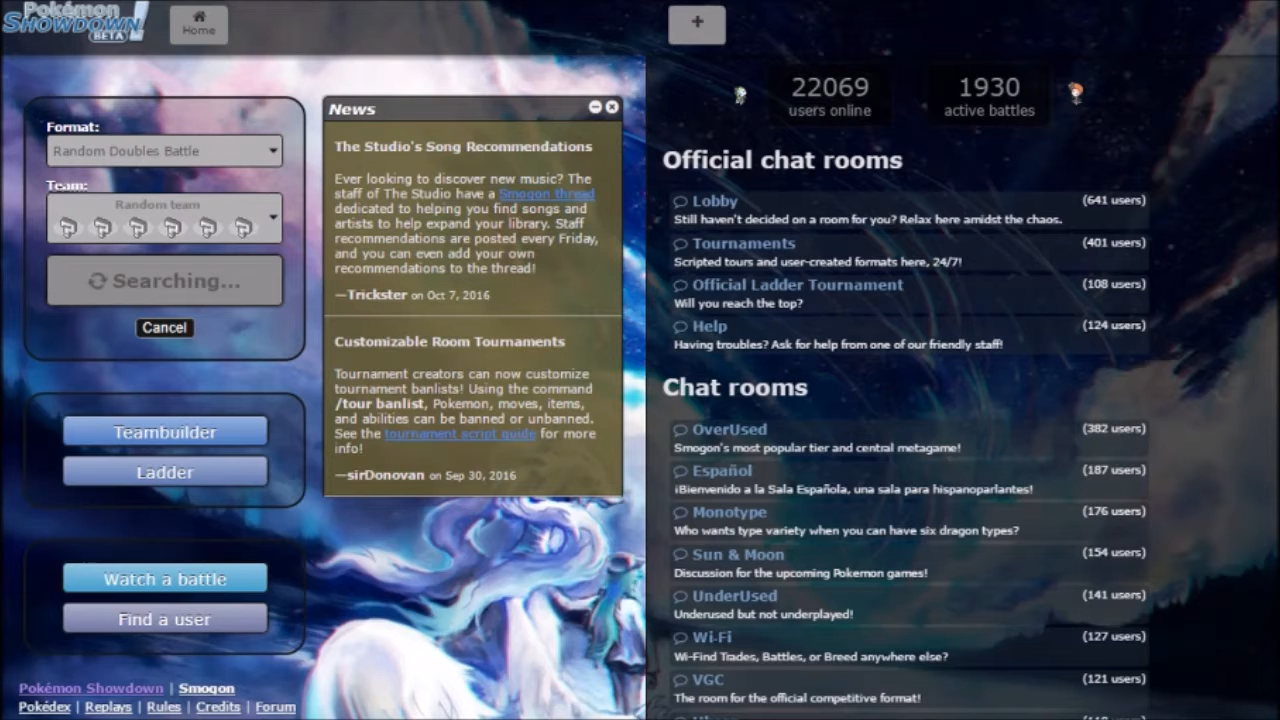 Pokémon
SHOWDOWN!
BETA
Home
+
22069
users online
1930
active battles
Format:
Random Doubles Battle
Team:
Random team
Searching...
Cancel
Teambuilder
Ladder
Watch a battle
Find a user
Pokémon Showdown | Smogon
Pokédex | Replays | Rules | Credits | Forum
News
The Studio's Song Recommendations
Ever looking to discover new music? The
staff of The Studio have a Smogon thread
dedicated to helping you find songs and
artists to help expand your library. Staff
recommendations are posted every Friday,
and you can even add your own
recommendations to the thread!
—Trickster on Oct 7, 2016
Customizable Room Tournaments
Tournament creators can now customize
tournament banlists! Using the command
/tour banlist, Pokemon, moves, items,
and abilities can be banned or unbanned.
See the tournament script guide for more
info!
—sirDonovan on Sep 30, 2016
Official chat rooms
Lobby (641 users)
Still haven't decided on a room for you? Relax here amidst the chaos.
Tournaments (401 users)
Scripted tours and user-created formats here, 24/7!
Official Ladder Tournament (108 users)
Will you reach the top?
Help (124 users)
Having troubles? Ask for help from one of our friendly staff!
Chat rooms
OverUsed (382 users)
Smogon's most popular tier and central metagame!
Español (187 users)
¡Bienvenido a la Sala Española, una sala para hispanoparlantes!
Monotype (176 users)
Who wants type variety when you can have six dragon types?
Sun & Moon (154 users)
Discussion for the upcoming Pokemon games!
UnderUsed (141 users)
Underused but not underplayed!
Wi-Fi (127 users)
Wi-Find Trades, Battles, or Breed anywhere else?
VGC (121 users)
The room for the official competitive format!